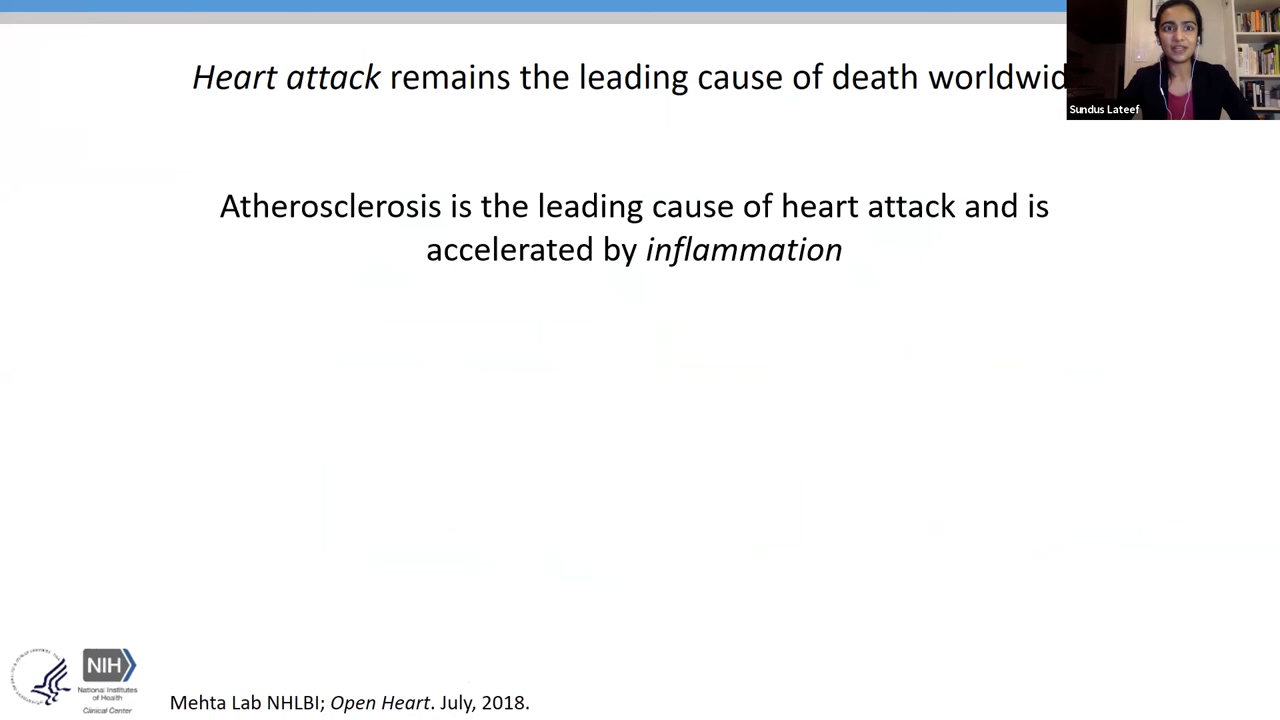 Heart attack remains the leading cause of death worldwid
Sundus Lateef
Atherosclerosis is the leading cause of heart attack and is
accelerated by inflammation
NIH
National Institutes
of Health
Clinical Center
Mehta Lab NHLBI; Open Heart. July, 2018.